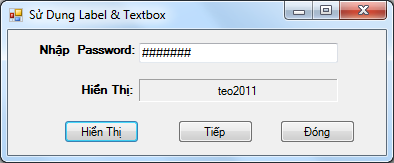 Sử Dụng Label & Textbox
Nhập Password: #######
Hiển Thị: teo2011
Hiển Thị Tiếp Đóng